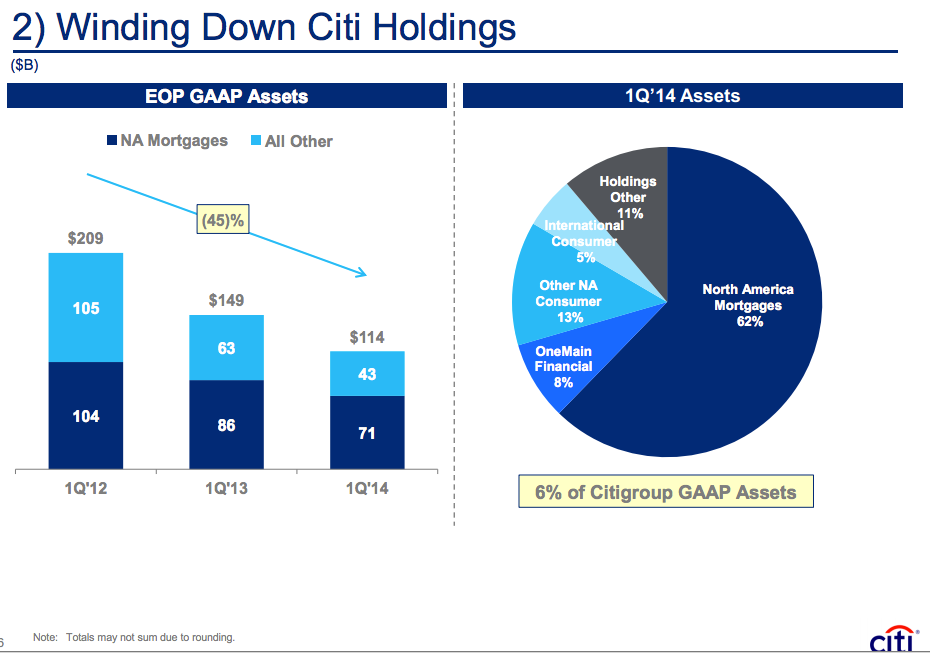 2) Winding Down Citi Holdings
($B)
EOP GAAP Assets
NA Mortgages All Other
(45)%
$209
105
104
$149
63
86
$114
43
71
1Q'12 1Q'13 1Q'14
1Q’14 Assets
Holdings
Other
11%
International
Consumer
5%
Other NA
Consumer
13%
OneMain
Financial
8%
North America
Mortgages
62%
6% of Citigroup GAAP Assets
Note: Totals may not sum due to rounding.
citi®